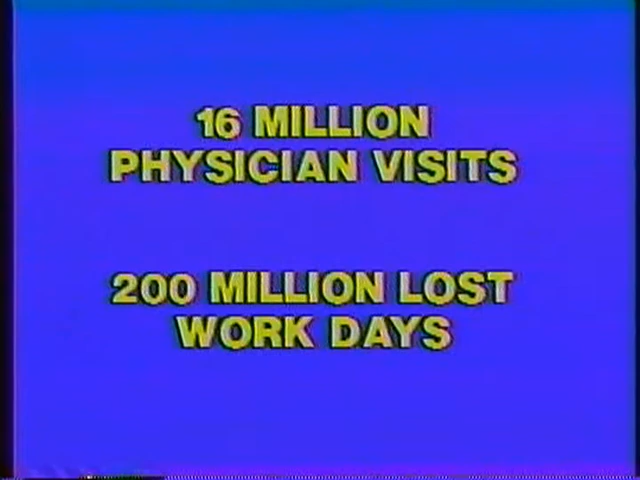 16 MILLION
PHYSICIAN VISITS
200 MILLION LOST
WORK DAYS